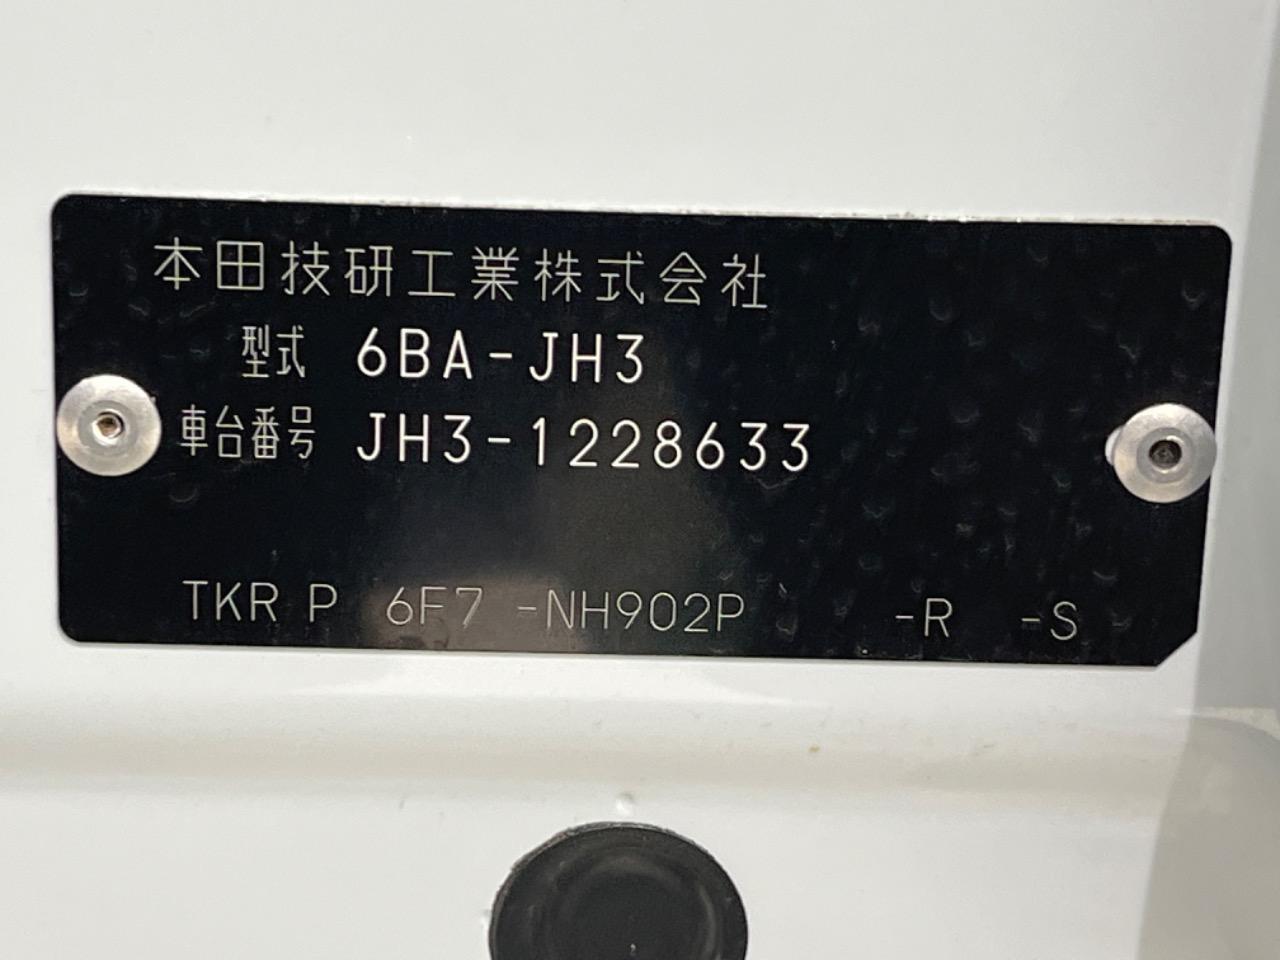 本田技研工業株式会社
型式 6BA-JH3
車台番号 JH3-1228633
TKR P 6F7 -NH902P -R -S